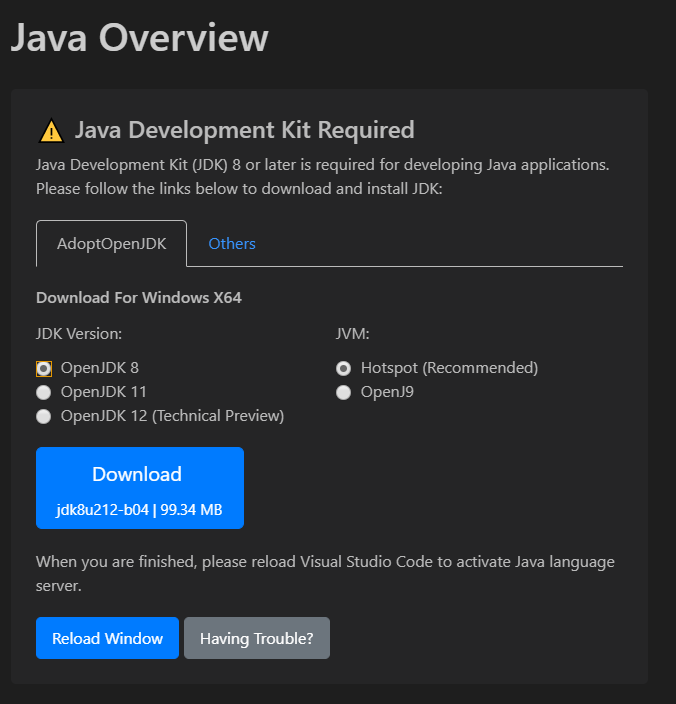 Java Overview
Java Development Kit Required
Java Development Kit (JDK) 8 or later is required for developing Java applications.
Please follow the links below to download and install JDK:
AdoptOpenJDK
Others
Download For Windows X64
JDK Version:
OpenJDK 8
OpenJDK 11
OpenJDK 12 (Technical Preview)
JVM:
Hotspot (Recommended)
OpenJ9
Download
jdk8u212-b04 | 99.34 MB
When you are finished, please reload Visual Studio Code to activate Java language
server.
Reload Window
Having Trouble?